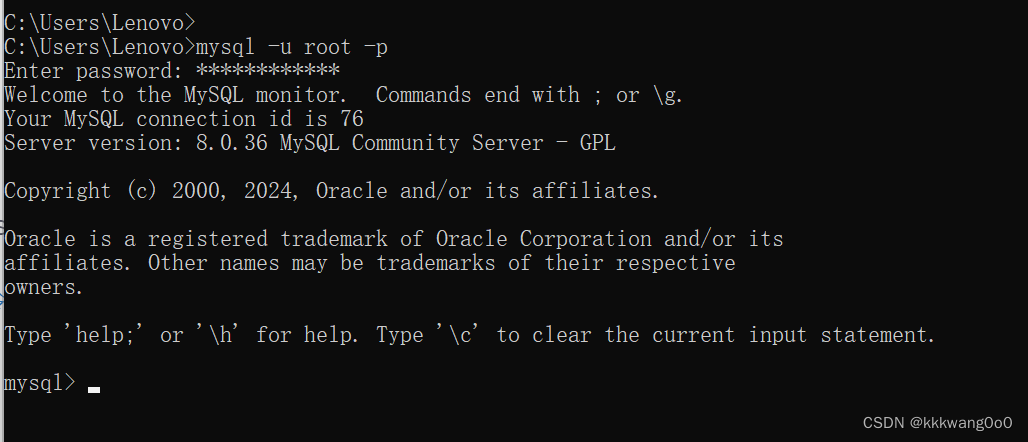 C:\Users\Lenovo>
C:\Users\Lenovo>mysql -u root -p
Enter password: ************
Welcome to the MySQL monitor.  Commands end with ; or \g.
Your MySQL connection id is 76
Server version: 8.0.36 MySQL Community Server - GPL
Copyright (c) 2000, 2024, Oracle and/or its affiliates.
Oracle is a registered trademark of Oracle Corporation and/or its
affiliates. Other names may be trademarks of their respective
owners.
Type 'help;' or '\h' for help. Type '\c' to clear the current input statement.
mysql>
CSDN @kkkwang0o0